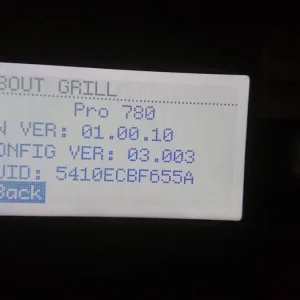 BOUT GRILL
Pro 780
W VER: 01.00.10
ONFIG VER: 03.003
UID: 5410ECBF655A
Back